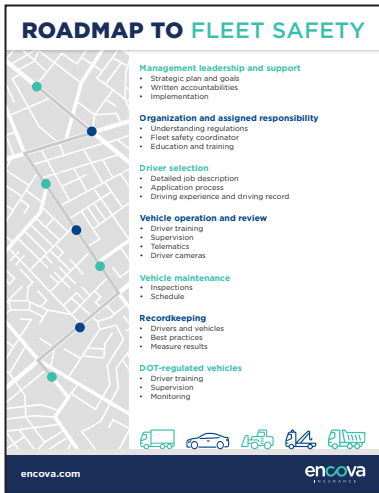 ROADMAP TO FLEET SAFETY
Management leadership and support
• Strategic plan and goals
• Written accountabilities
• Implementation
Organization and assigned responsibility
• Understanding regulations
• Fleet safety coordinator
• Education and training
Driver selection
• Detailed job description
• Application process
• Driving experience and driving record
Vehicle operation and review
• Driver training
• Supervision
• Telematics
• Driver cameras
Vehicle maintenance
• Inspections
• Schedule
Recordkeeping
• Drivers and vehicles
• Best practices
• Measure results
DOT-regulated vehicles
• Driver training
• Supervision
• Monitoring
encova.com
encova
INSURANCE